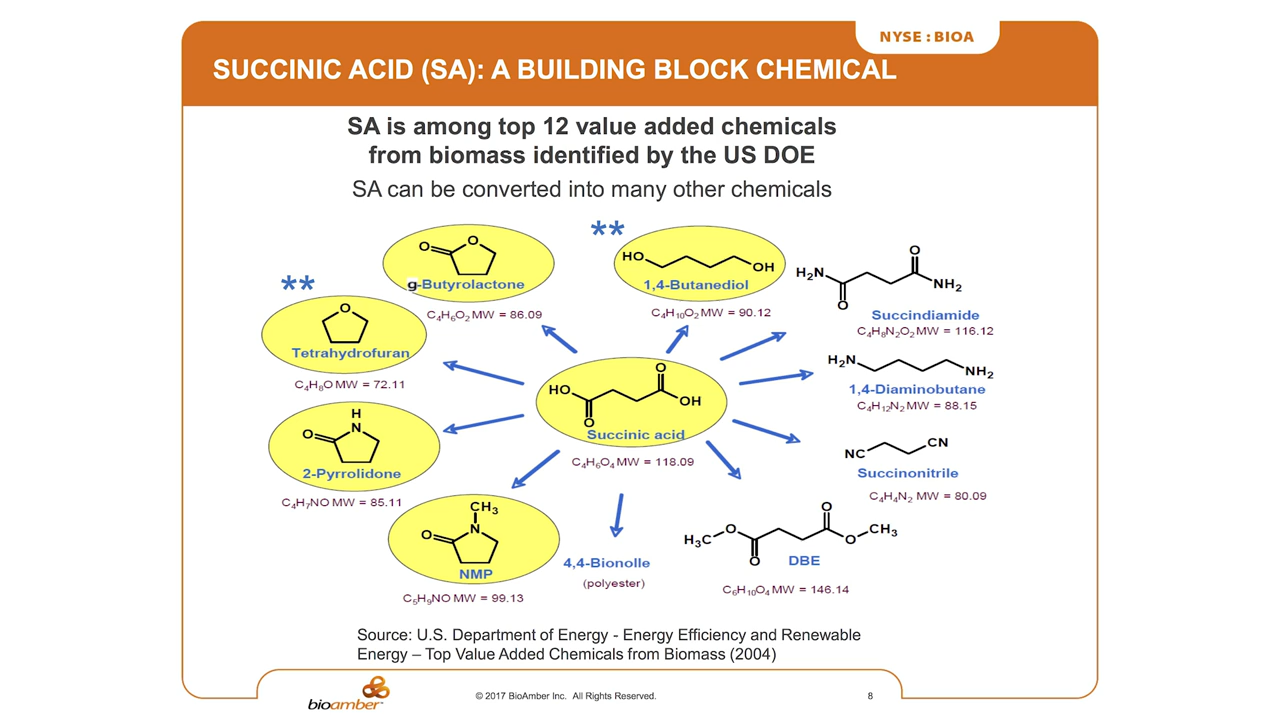 NYSE : BIOA
SUCCINIC ACID (SA): A BUILDING BLOCK CHEMICAL
SA is among top 12 value added chemicals
from biomass identified by the US DOE
SA can be converted into many other chemicals
**
O
O
g-Butyrolactone
C₄H₆O₂ MW = 86.09
**
HO
OH
1,4-Butanediol
C₄H₁₀O₂ MW = 90.12
O
H₂N
NH₂
O
Succindiamide
C₄H₈N₂O₂ MW = 116.12
O
Tetrahydrofuran
C₄H₈O MW = 72.11
H₂N
NH₂
1,4-Diaminobutane
C₄H₁₂N₂ MW = 88.15
O
HO
OH
O
Succinic acid
C₄H₆O₄ MW = 118.09
H
N
O
2-Pyrrolidone
C₄H₇NO MW = 85.11
CN
NC
Succinonitrile
C₄H₄N₂ MW = 80.09
CH₃
N
O
NMP
C₅H₉NO MW = 99.13
4,4-Bionolle
(polyester)
O
O
CH₃
H₃C
O
O
DBE
C₆H₁₀O₄ MW = 146.14
Source: U.S. Department of Energy - Energy Efficiency and Renewable
Energy – Top Value Added Chemicals from Biomass (2004)
bioamber™
© 2017 BioAmber Inc. All Rights Reserved.
8